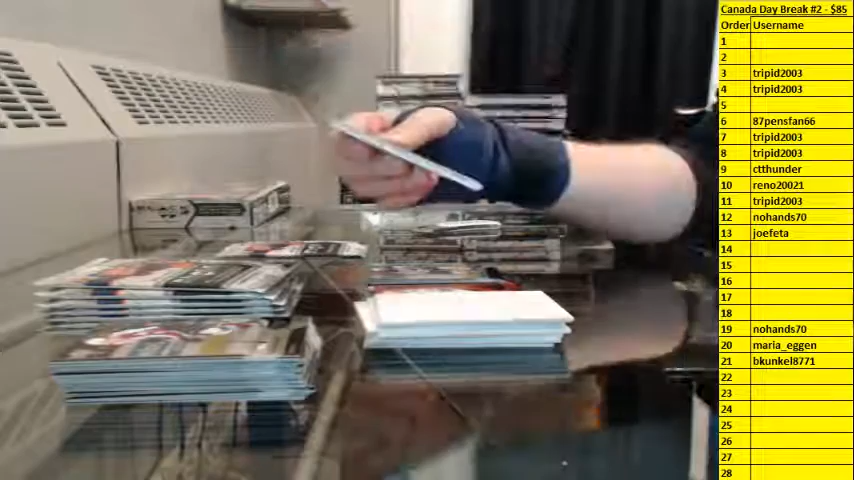 Canada Day Break #2 - $85
Order Username
1
2
3 tripid2003
4 tripid2003
5
6 87pensfan66
7 tripid2003
8 tripid2003
9 ctthunder
10 reno20021
11 tripid2003
12 nohands70
13 joefeta
14
15
16
17
18
19 nohands70
20 maria_eggen
21 bkunkel8771
22
23
24
25
26
27
28